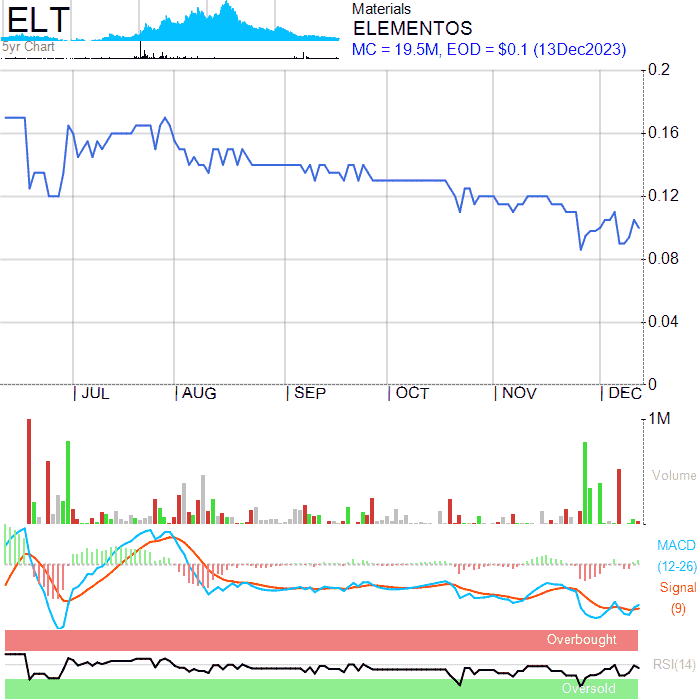 ELT
5yr Chart
Materials
ELEMENTOS
MC = 19.5M, EOD = $0.1 (13Dec2023)
0.2
0.16
0.12
0.08
0.04
0
JUL AUG SEP OCT NOV DEC
1M
Volume
MACD
(12-26)
Signal
(9)
Overbought
RSI(14)
Oversold